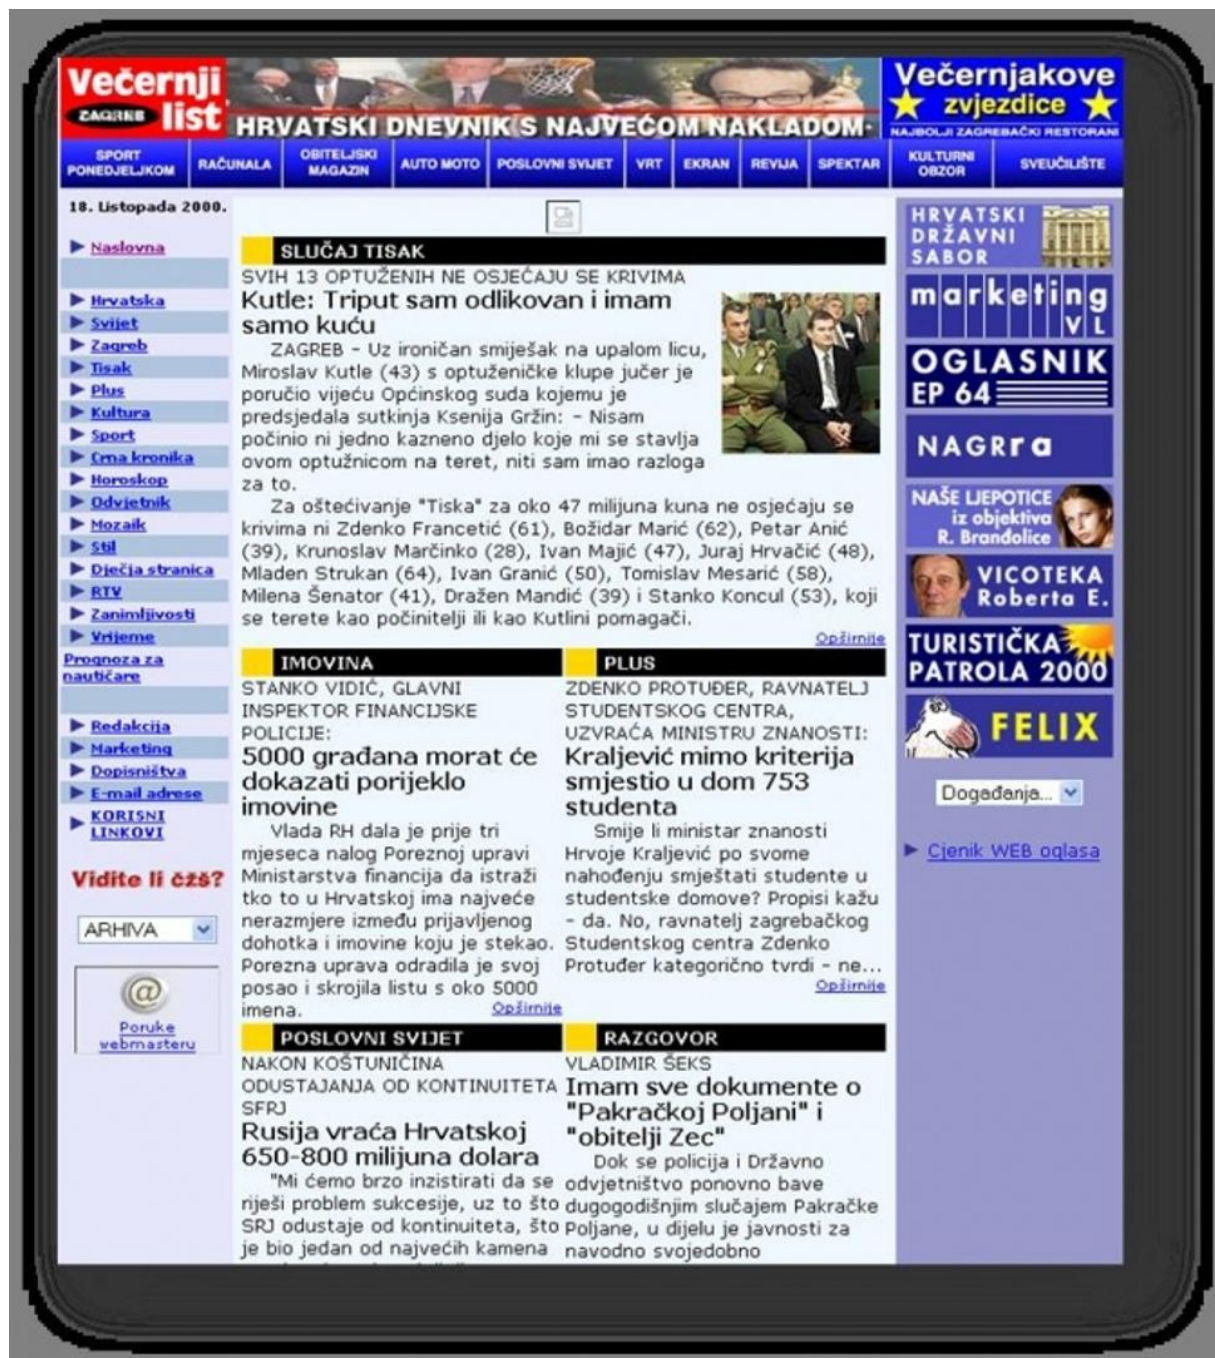 Večernji
list
ZAGREB
HRVATSKI DNEVNIK S NAJVEĆOM NAKLADOM
Večernjakove
zvjezdice
NAJBOLJI ZAGREBAČKI RESTORANI
SPORT
PONEDJELJKOM
RAČUNALA
OBITELJSKI
MAGAZIN
AUTO MOTO
POSLOVNI SVIJET
VRT
EKRAN
REVIJA
SPEKTAR
KULTURNI
OBZOR
SVEUČILIŠTE
18. Listopada 2000.
Naslovna
Hrvatska
Svijet
Zagreb
Tisak
Plus
Kultura
Sport
Crna kronika
Horoskop
Odvjetnik
Mozaik
Stil
Dječja stranica
RTV
Zanimljivosti
Vrijeme
Prognoza za
nautičare
Redakcija
Marketing
Dopisništva
E-mail adrese
KORISNI
LINKOVI
Vidite li čžš?
ARHIVA
@
Poruke
webmasteru
SLUČAJ TISAK
SVIH 13 OPTUŽENIH NE OSJEĆAJU SE KRIVIMA
Kutle: Triput sam odlikovan i imam
samo kuću
ZAGREB – Uz ironičan smiješak na upalom licu,
Miroslav Kutle (43) s optuženičke klupe jučer je
poručio vijeću Općinskog suda kojemu je
predsjedala sutkinja Ksenija Gržin: – Nisam
počinio ni jedno kazneno djelo koje mi se stavlja
ovom optužnicom na teret, niti sam imao razloga
za to.
Za oštećivanje "Tiska" za oko 47 milijuna kuna ne osjećaju se
krivima ni Zdenko Francetić (61), Božidar Marić (62), Petar Anić
(39), Krunoslav Marčinko (28), Ivan Majić (47), Juraj Hrvačić (48),
Mladen Strukan (64), Ivan Granić (50), Tomislav Mesarić (58),
Milena Šenator (41), Dražen Mandić (39) i Stanko Koncul (53), koji
se terete kao počinitelji ili kao Kutlini pomagači.
Opširnije
IMOVINA
STANKO VIDIĆ, GLAVNI
INSPEKTOR FINANCIJSKE
POLICIJE:
5000 građana morat će
dokazati porijeklo
imovine
Vlada RH dala je prije tri
mjeseca nalog Poreznoj upravi
Ministarstva financija da istraži
tko to u Hrvatskoj ima najveće
nerazmjere između prijavljenog
dohotka i imovine koju je stekao.
Porezna uprava odradila je svoj
posao i skrojila listu s oko 5000
imena.
Opširnije
PLUS
ZDENKO PROTUĐER, RAVNATELJ
STUDENTSKOG CENTRA,
UZVRAĆA MINISTRU ZNANOSTI:
Kraljević mimo kriterija
smjestio u dom 753
studenta
Smije li ministar znanosti
Hrvoje Kraljević po svome
nahođenju smještati studente u
studentske domove? Propisi kažu
– da. No, ravnatelj zagrebačkog
Studentskog centra Zdenko
Protuđer kategorično tvrdi – ne...
Opširnije
POSLOVNI SVIJET
NAKON KOŠTUNIČINA
ODUSTAJANJA OD KONTINUITETA
SFRJ
Rusija vraća Hrvatskoj
650-800 milijuna dolara
"Mi ćemo brzo inzistirati da se
riješi problem sukcesije, uz to što
SRJ odustaje od kontinuiteta, što
je bio jedan od najvećih kamena
RAZGOVOR
VLADIMIR ŠEKS
Imam sve dokumente o
"Pakračkoj Poljani" i
"obitelji Zec"
Dok se policija i Državno
odvjetništvo ponovno bave
dugogodišnjim slučajem Pakračke
Poljane, u dijelu je javnosti za
navodno svojedobno
HRVATSKI
DRŽAVNI
SABOR
marketing
VL
OGLASNIK
EP 64
NAGRra
NAŠE LJEPOTICE
iz objektiva
R. Branđolice
VICOTEKA
Roberta E.
TURISTIČKA
PATROLA 2000
FELIX
Događanja...
Cjenik WEB oglasa